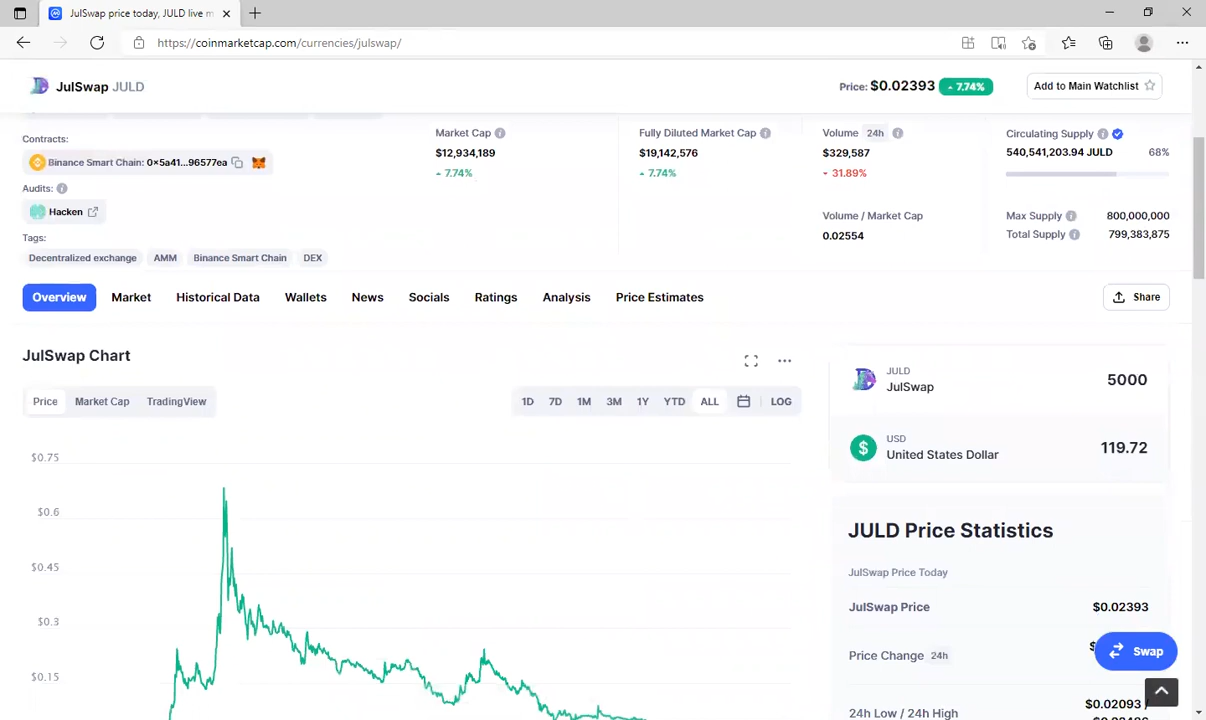 JulSwap price today, JULD live m
https://coinmarketcap.com/currencies/julswap/
JulSwap JULD
Price: $0.02393
7.74%
Add to Main Watchlist
Contracts:
Binance Smart Chain: 0x5a41...96577ea
Audits:
Hacken
Tags:
Decentralized exchange
AMM
Binance Smart Chain
DEX
Market Cap
$12,934,189
7.74%
Fully Diluted Market Cap
$19,142,576
7.74%
Volume 24h
$329,587
31.89%
Volume / Market Cap
0.02554
Circulating Supply
540,541,203.94 JULD 68%
Max Supply 800,000,000
Total Supply 799,383,875
Overview Market Historical Data Wallets News Socials Ratings Analysis Price Estimates
Share
JulSwap Chart
Price Market Cap TradingView
1D 7D 1M 3M 1Y YTD ALL LOG
$0.75
$0.6
$0.45
$0.3
$0.15
JULD
JulSwap
5000
USD
United States Dollar
119.72
JULD Price Statistics
JulSwap Price Today
JulSwap Price $0.02393
Price Change 24h
Swap
24h Low / 24h High
$0.02093 /